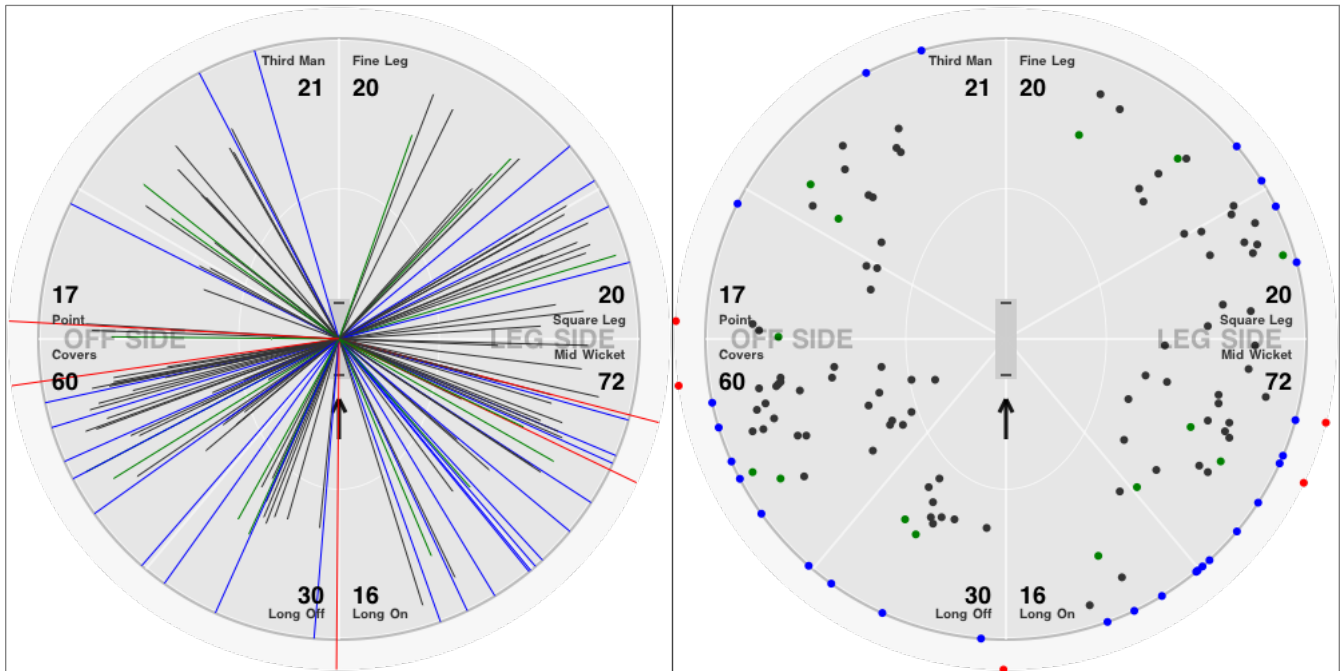 Third Man Fine Leg
21 20
17 20
Point Square Leg
OFF SIDE LEG SIDE
Covers Mid Wicket
60 72
30 16
Long Off Long On
Third Man Fine Leg
21 20
17 20
Point Square Leg
OFF SIDE LEG SIDE
Covers Mid Wicket
60 72
30 16
Long Off Long On